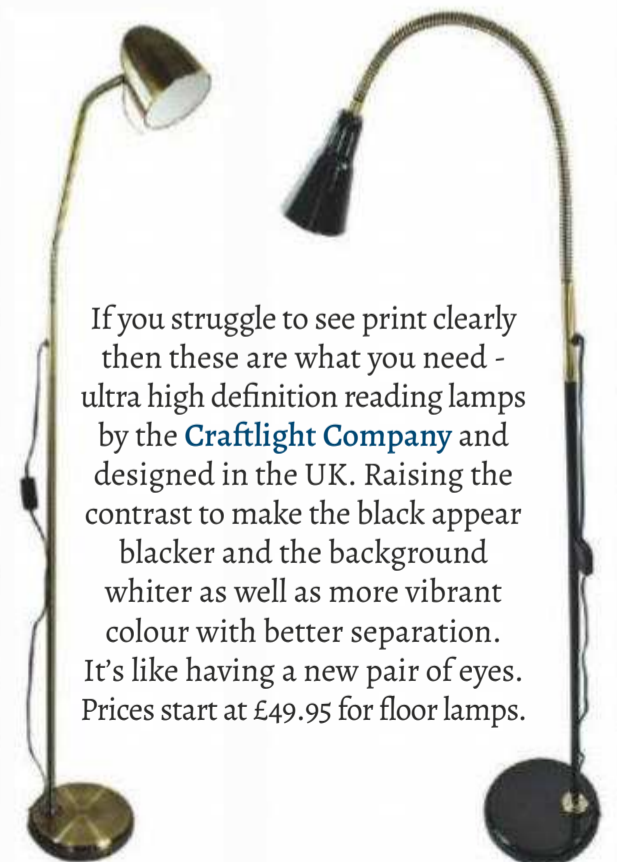 If you struggle to see print clearly
then these are what you need -
ultra high definition reading lamps
by the Craftlight Company and
designed in the UK. Raising the
contrast to make the black appear
blacker and the background
whiter as well as more vibrant
colour with better separation.
It's like having a new pair of eyes.
Prices start at £49.95 for floor lamps.